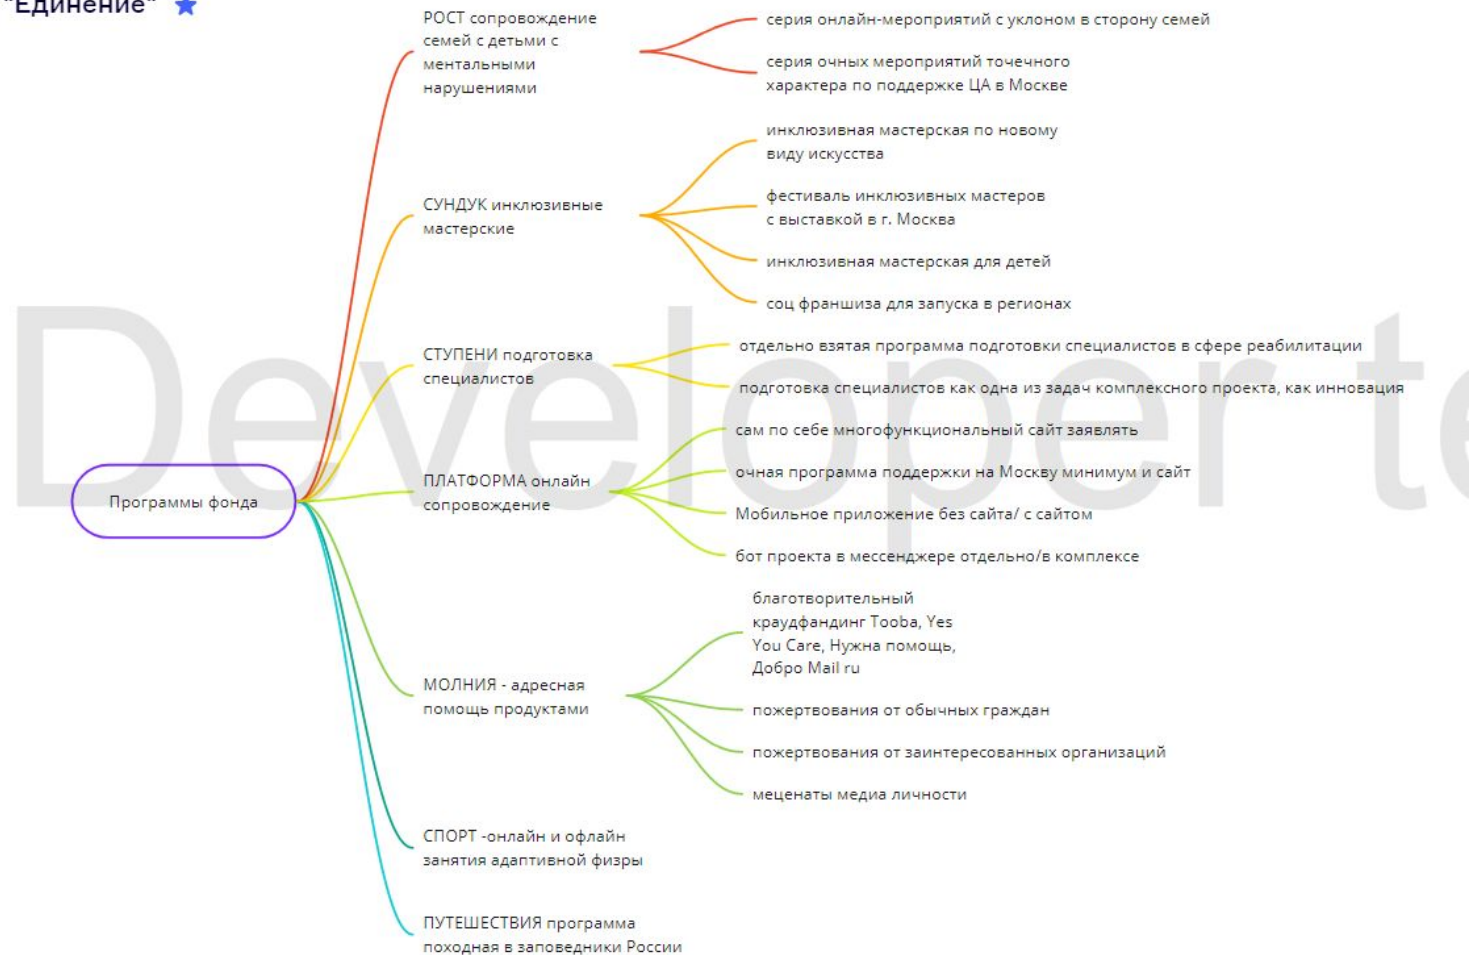 "Единение"
РОСТ сопровождение
семей с детьми с
ментальными
нарушениями
серия онлайн-мероприятий с уклоном в сторону семей
серия очных мероприятий точечного
характера по поддержке ЦА в Москве
СУНДУК инклюзивные
мастерские
инклюзивная мастерская по новому
виду искусства
фестиваль инклюзивных мастеров
с выставкой в г. Москва
инклюзивная мастерская для детей
соц франшиза для запуска в регионах
СТУПЕНИ подготовка
специалистов
отдельно взятая программа подготовки специалистов в сфере реабилитации
подготовка специалистов как одна из задач комплексного проекта, как инновация
Программы фонда
ПЛАТФОРМА онлайн
сопровождение
сам по себе многофункциональный сайт заявлять
очная программа поддержки на Москву минимум и сайт
Мобильное приложение без сайта/ с сайтом
бот проекта в мессенджере отдельно/в комплексе
МОЛНИЯ - адресная
помощь продуктами
благотворительный
краудфандинг Tooba, Yes
You Care, Нужна помощь,
Добро Mail ru
пожертвования от обычных граждан
пожертвования от заинтересованных организаций
меценаты медиа личности
СПОРТ -онлайн и офлайн
занятия адаптивной физры
ПУТЕШЕСТВИЯ программа
походная в заповедники России
Developer te